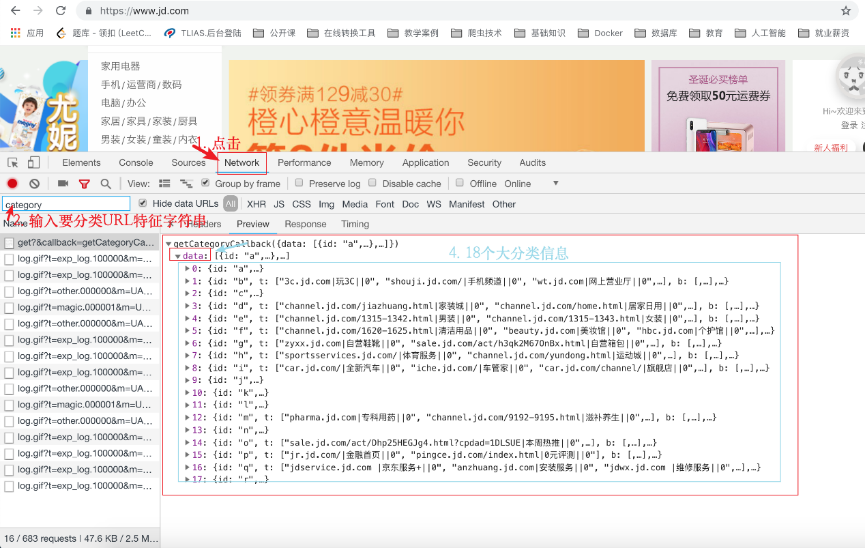 https://www.jd.com
应用 题库 - 领扣 (LeetC... TLIAS.后台登陆 公开课 在线转换工具 教学案例 爬虫技术 基础知识 Docker 数据库 教育 人工智能 就业薪资
家用电器
手机/运营商/数码
电脑/办公
家居/家具/家装/厨具
男装/女装/童装/内衣
尤妮
#领券满129减30#
橙心橙意温暖你
圣诞必买榜单
免费领取50元运费券
Hi~欢迎来到
登录
新人福利
1. 点击
Elements Console Sources Network Performance Memory Application Security Audits
View: Group by frame Preserve log Disable cache Offline Online
category Hide data URLs All XHR JS CSS Img Media Font Doc WS Manifest Other
2. 输入要分类URL特征字符串
Name Headers Preview Response Timing
4. 18个大分类信息
get?&callback=getCategoryCa...
log.gif?t=exp_log.100000&m=...
log.gif?t=exp_log.100000&m=...
log.gif?t=other.000000&m=UA...
log.gif?t=magic.000001&m=U...
log.gif?t=other.000000&m=UA...
log.gif?t=exp_log.100000&m=...
log.gif?t=exp_log.100000&m=...
log.gif?t=exp_log.100000&m=...
log.gif?t=other.000000&m=UA...
log.gif?t=magic.000001&m=U...
log.gif?t=other.000000&m=UA...
log.gif?t=exp_log.100000&m=...
log.gif?t=exp_log.100000&m=...
log.gif?t=exp_log.100000&m=...
log.gif?t=exp_log.100000&m=...
getCategoryCallback({data: [{id: "a",…},…]})
data: [{id: "a",…},…]
0: {id: "a",…}
1: {id: "b", t: ["3c.jd.com|玩3C||0", "shouji.jd.com/|手机频道||0", "wt.jd.com|网上营业厅||0",…], b: [,…],…}
2: {id: "c",…}
3: {id: "d", t: ["channel.jd.com/jiazhuang.html|家装城||0", "channel.jd.com/home.html|居家日用||0",…], b: [,…],…}
4: {id: "e", t: ["channel.jd.com/1315-1342.html|男装||0", "channel.jd.com/1315-1343.html|女装||0",…], b: [,…],…}
5: {id: "f", t: ["channel.jd.com/1620-1625.html|清洁用品||0", "beauty.jd.com|美妆馆||0", "hbc.jd.com|个护馆||0",…],…}
6: {id: "g", t: ["zyxx.jd.com|自营鞋靴||0", "sale.jd.com/act/h3qk2M67OnBx.html|自营箱包||0",…], b: [,…],…}
7: {id: "h", t: ["sportsservices.jd.com/|体育服务||0", "channel.jd.com/yundong.html|运动城||0",…], b: [,…],…}
8: {id: "i", t: ["car.jd.com/|全新汽车||0", "iche.jd.com/|车管家||0", "car.jd.com/channel/|旗舰店||0",…], b: [,…],…}
9: {id: "j",…}
10: {id: "k",…}
11: {id: "l",…}
12: {id: "m", t: ["pharma.jd.com|专科用药||0", "channel.jd.com/9192-9195.html|滋补养生||0",…], b: [,…],…}
13: {id: "n",…}
14: {id: "o", t: ["sale.jd.com/act/Dhp25HEGJg4.html?cpdad=1DLSUE|本周热推||0",…], b: [,…],…}
15: {id: "p", t: ["jr.jd.com/|金融首页||0", "pingce.jd.com/index.html|0元评测||0"], b: [,…],…}
16: {id: "q", t: ["jdservice.jd.com |京东服务+||0", "anzhuang.jd.com|安装服务||0", "jdwx.jd.com |维修服务||0",…],…}
17: {id: "r",…}
16 / 683 requests | 47.6 KB / 2.5 M...